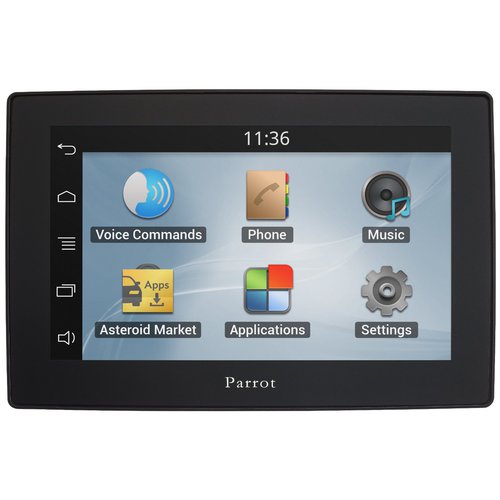 11:36
Voice Commands
Phone
Music
Apps
Asteroid Market
Applications
Settings
Parrot